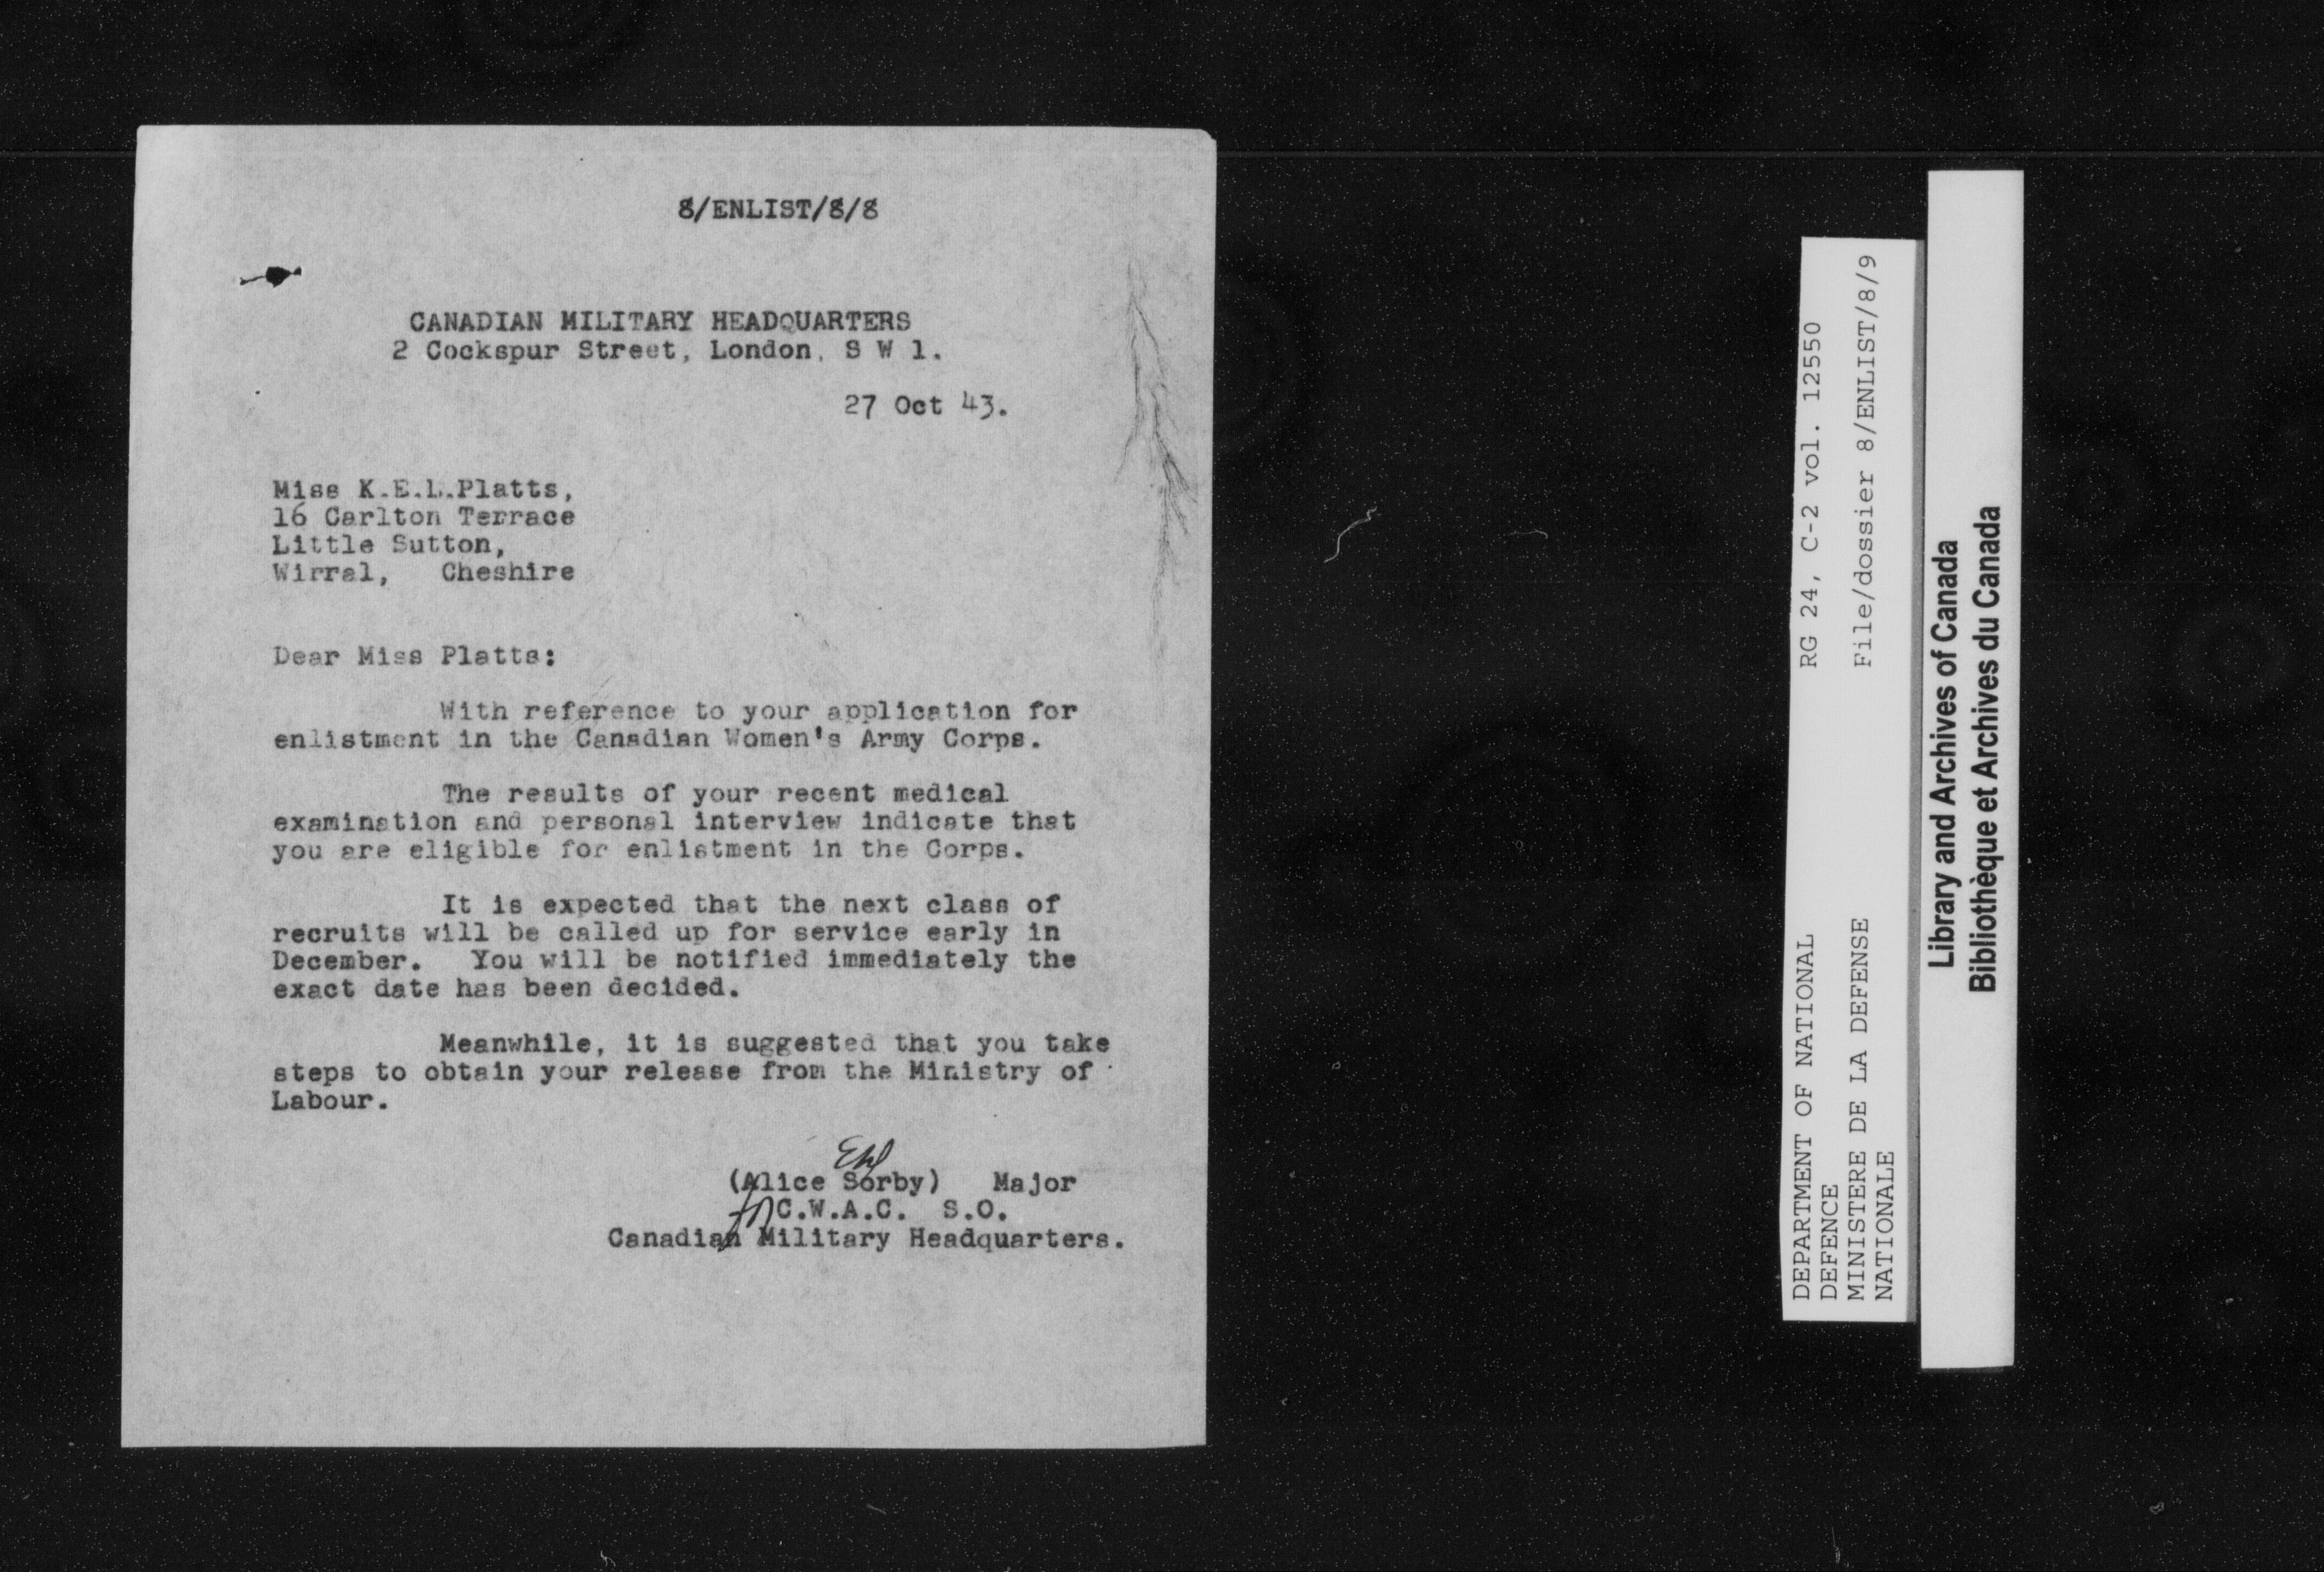 8/ENLIST/8/8
CANADIAN MILITARY HEADQUARTERS
2 Cockspur Street, London, S W 1.
27 Oct 43.
Miss K.E.L.Platts,
16 Carlton Terrace
Little Sutton,
Wirral, Cheshire
Dear Miss Platts:
With reference to your application for
enlistment in the Canadian Women's Army Corps.
The results of your recent medical
examination and personal interview indicate that
you are eligible for enlistment in the Corps.
It is expected that the next class of
recruits will be called up for service early in
December. You will be notified immediately the
exact date has been decided.
Meanwhile, it is suggested that you take
steps to obtain your release from the Ministry of
Labour.
(Alice Sorby) Major
for C.W.A.C. S.O.
Canadian Military Headquarters.
DEPARTMENT OF NATIONAL
DEFENCE
MINISTERE DE LA DEFENSE
NATIONALE
RG 24, C-2 vol. 12550
File/dossier 8/ENLIST/8/9
Library and Archives of Canada
Bibliothèque et Archives du Canada